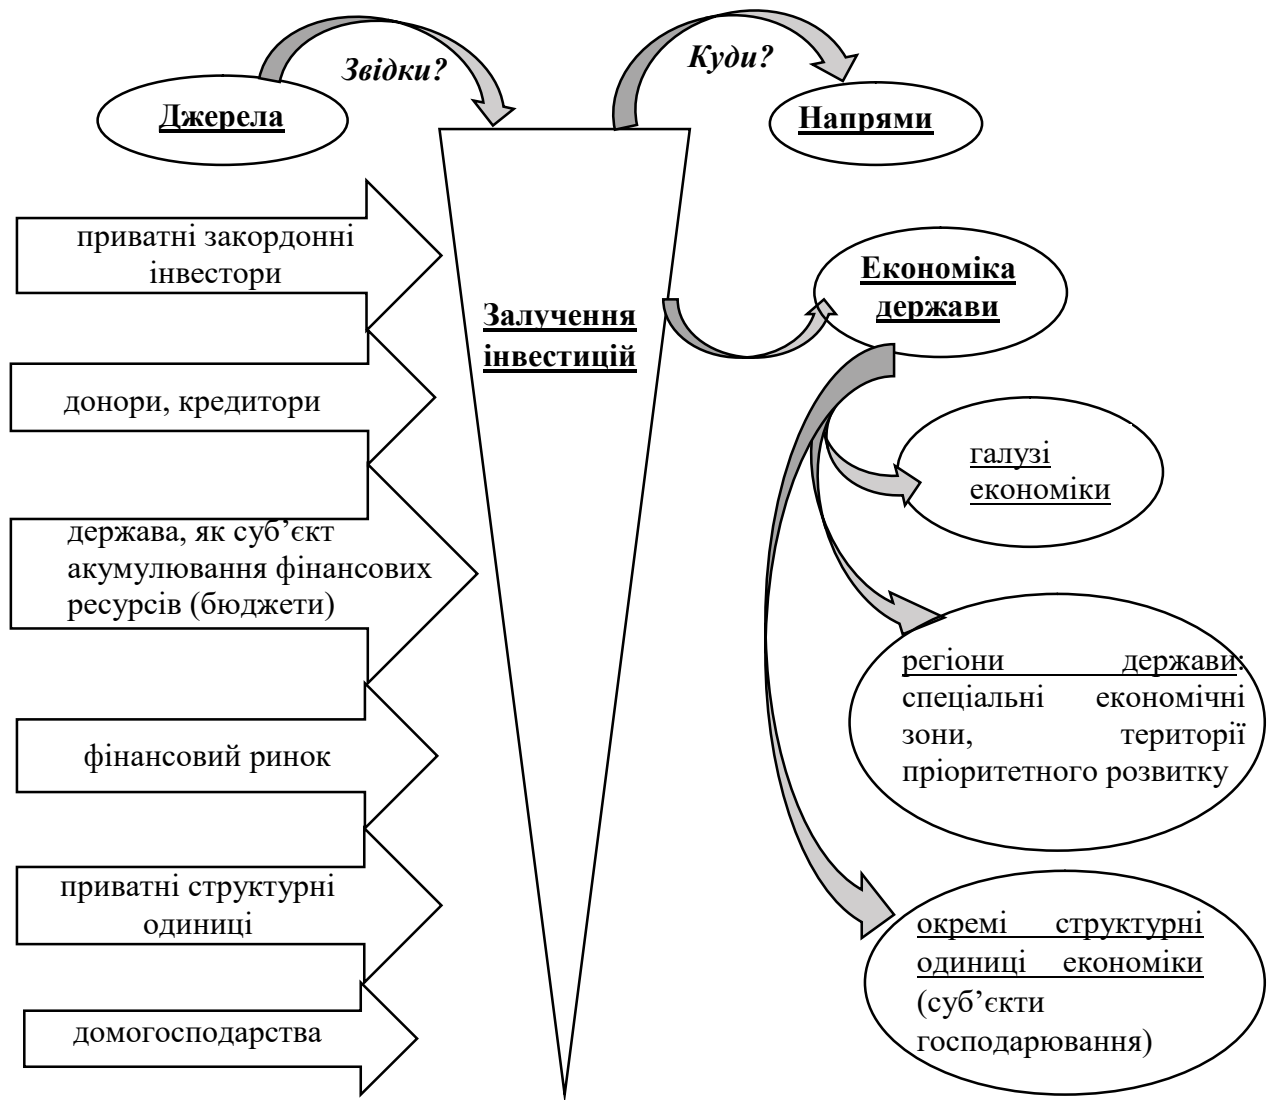 Звідки?
Куди?
Джерела
Напрями
приватні закордонні
інвестори
донори, кредитори
держава, як суб’єкт
акумулювання фінансових
ресурсів (бюджети)
фінансовий ринок
приватні структурні
одиниці
домогосподарства
Залучення
інвестицій
Економіка
держави
галузі
економіки
регіони держави:
спеціальні економічні
зони, території
пріоритетного розвитку
окремі структурні
одиниці економіки
(суб’єкти
господарювання)